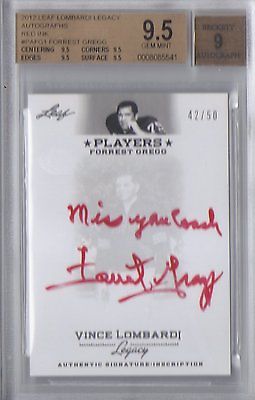 2012 LEAF LOMBARDI LEGACY
AUTOGRAPHS
RED INK
#PAFG1 FORREST GREGG
CENTERING 9.5 CORNERS 9.5
EDGES 9.5 SURFACE 9.5
9.5
GEM MINT
0008085541
BECKETT
9
AUTOGRAPH
Leaf
42/50
★ PLAYERS ★
FORREST GREGG
Miss you Coach
Forrest Gregg
VINCE LOMBARDI
Legacy
AUTHENTIC SIGNATURE/INSCRIPTION